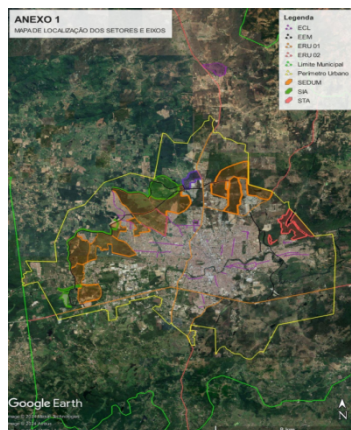 ANEXO 1
MAPA DE LOCALIZAÇÃO DOS SETORES E EIXOS
Legenda
ECL
EEM
ERU 01
ERU 02
Limite Municipal
Perímetro Urbano
SEDUM
SIA
STA
Google Earth
N